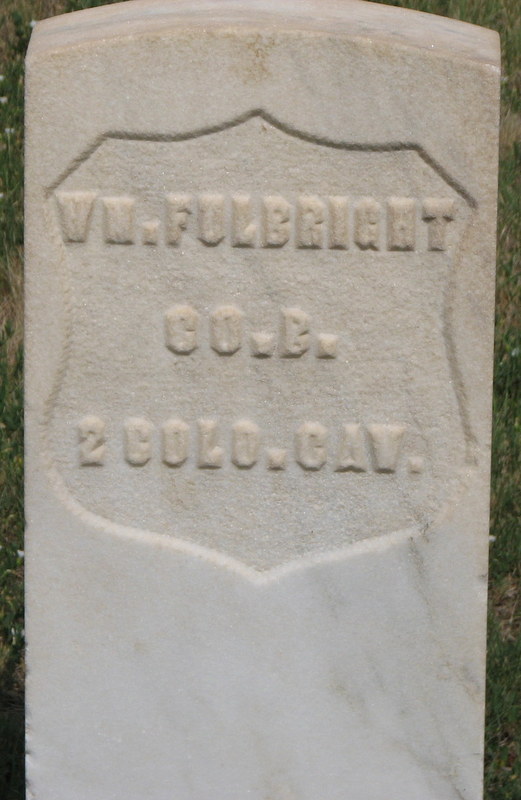 WM. FULBRIGHT
CO. E.
2 COLO. CAV.